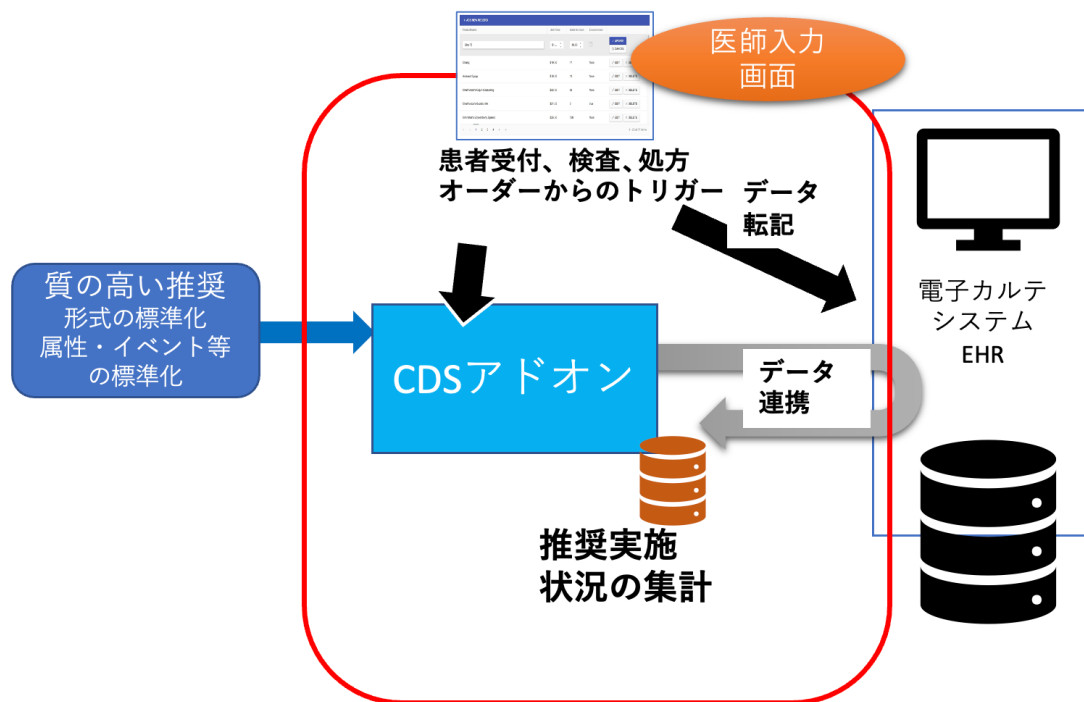 医師入力
画面
患者受付、検査、処方
オーダーからのトリガー
データ
転記
質の高い推奨
形式の標準化
属性・イベント等
の標準化
CDSアドオン
データ
連携
電子カルテ
システム
EHR
推奨実施
状況の集計